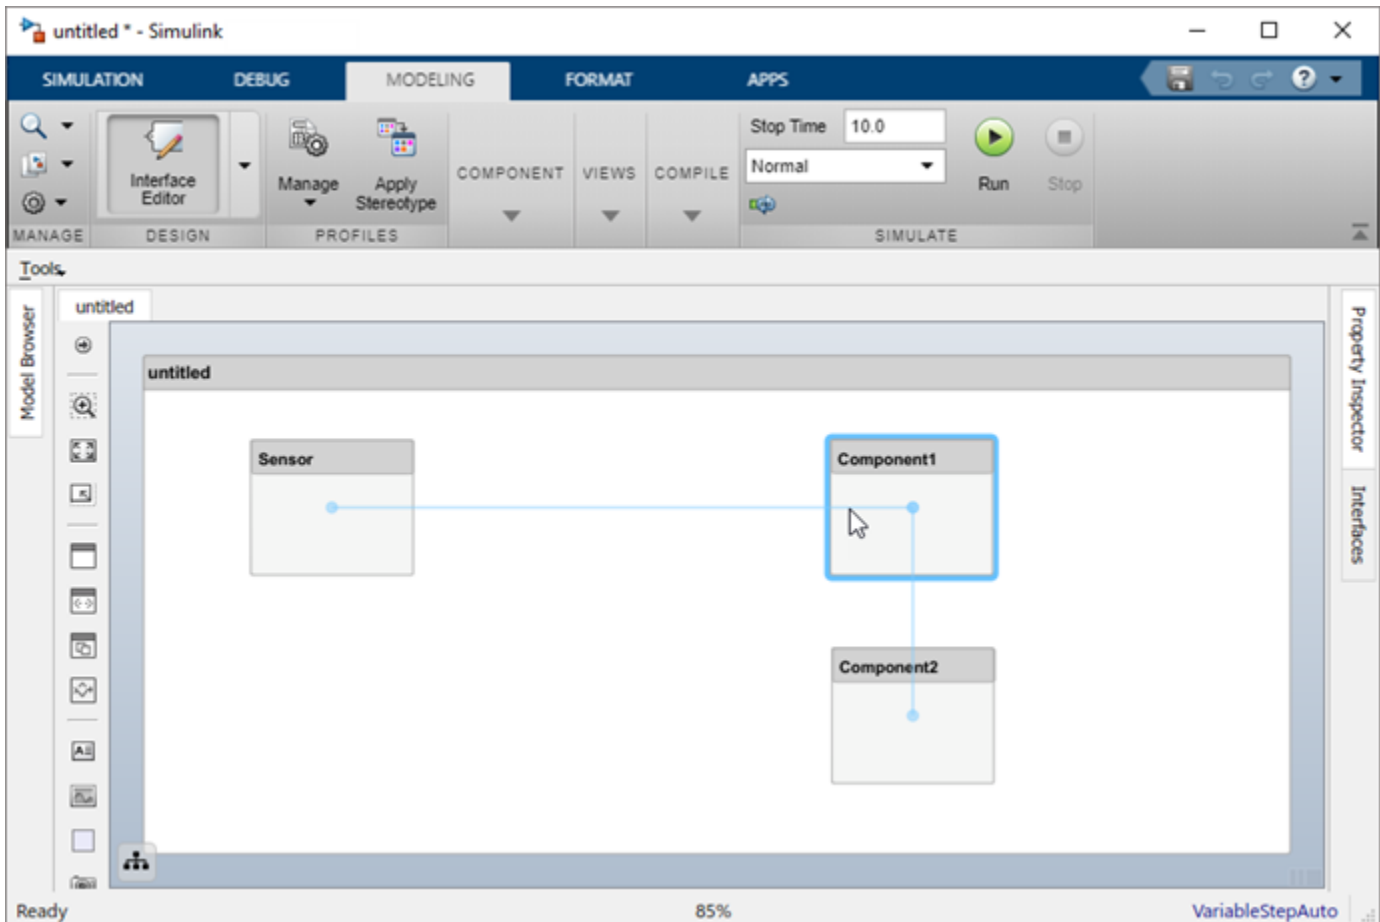 untitled * - Simulink
SIMULATION DEBUG MODELING FORMAT APPS
Stop Time 10.0
Normal
Interface
Editor
Manage
Apply
Stereotype
COMPONENT
VIEWS
COMPILE
Run
Stop
MANAGE DESIGN PROFILES SIMULATE
Tools
Model Browser
untitled
untitled
Sensor
Component1
Component2
Property Inspector
Interfaces
Ready 85% VariableStepAuto